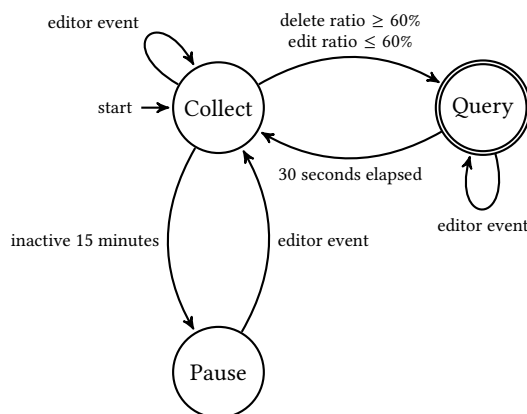 editor event
delete ratio ≥ 60%
edit ratio ≤ 60%
start
Collect
Query
30 seconds elapsed
editor event
inactive 15 minutes
editor event
Pause